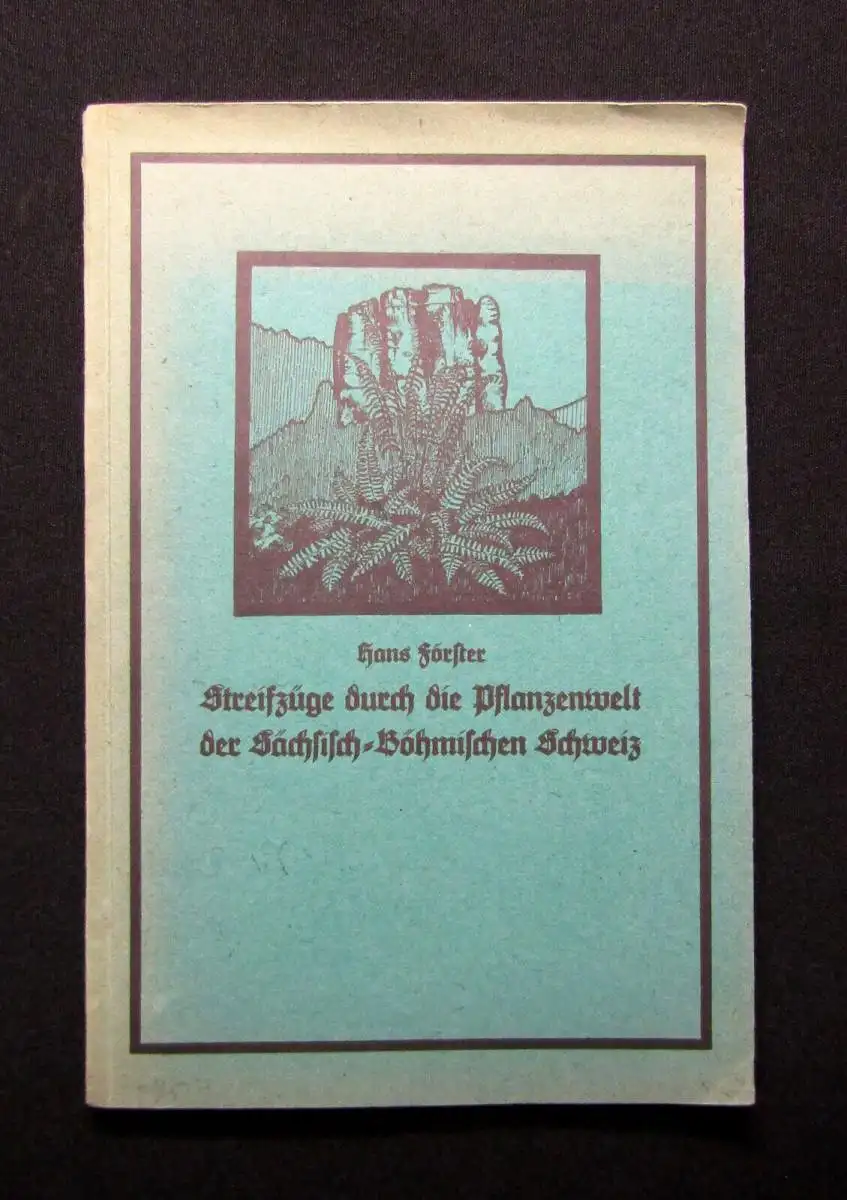 Hans Förster
Streifzüge durch die Pflanzenwelt
der Sächsisch-Böhmischen Schweiz